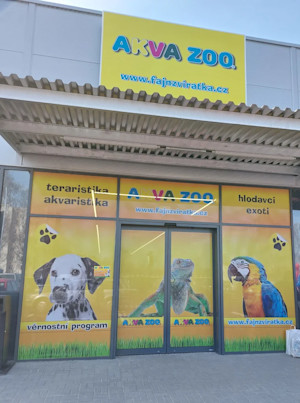 AKVA ZOO
www.fajnzviratka.cz
teraristika
akvaristika
AKVA ZOO
www.fajnzviratka.cz
hlodavci
exoti
věrnostní program
AKVA ZOO
AKVA ZOO
www.fajnzviratka.cz